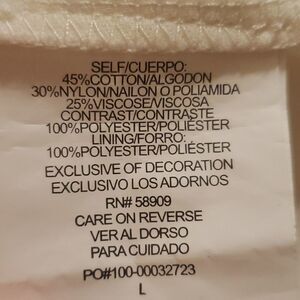 SELF/CUERPO:
45%COTTON/ALGODON
30%NYLON/NAILON O POLIAMIDA
25%VISCOSE/VISCOSA
CONTRAST/CONTRASTE
100%POLYESTER/POLIÉSTER
LINING/FORRO:
100%POLYESTER/POLIÉSTER
EXCLUSIVE OF DECORATION
EXCLUSIVO LOS ADORNOS
RN# 58909
CARE ON REVERSE
VER AL DORSO
PARA CUIDADO
PO#100-00032723
L